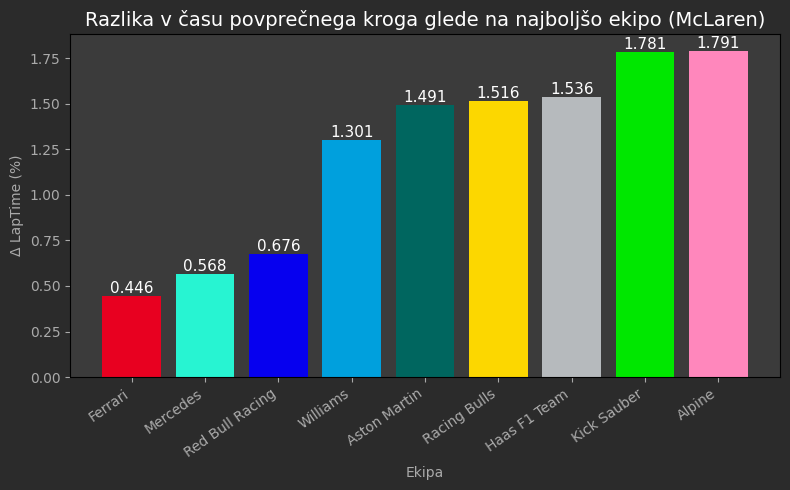 Razlika v času povprečnega kroga glede na najboljšo ekipo (McLaren)
Δ LapTime (%)
1.75
1.50
1.25
1.00
0.75
0.50
0.25
0.00
0.446
0.568
0.676
1.301
1.491
1.516
1.536
1.781
1.791
Ferrari
Mercedes
Red Bull Racing
Williams
Aston Martin
Racing Bulls
Haas F1 Team
Kick Sauber
Alpine
Ekipa